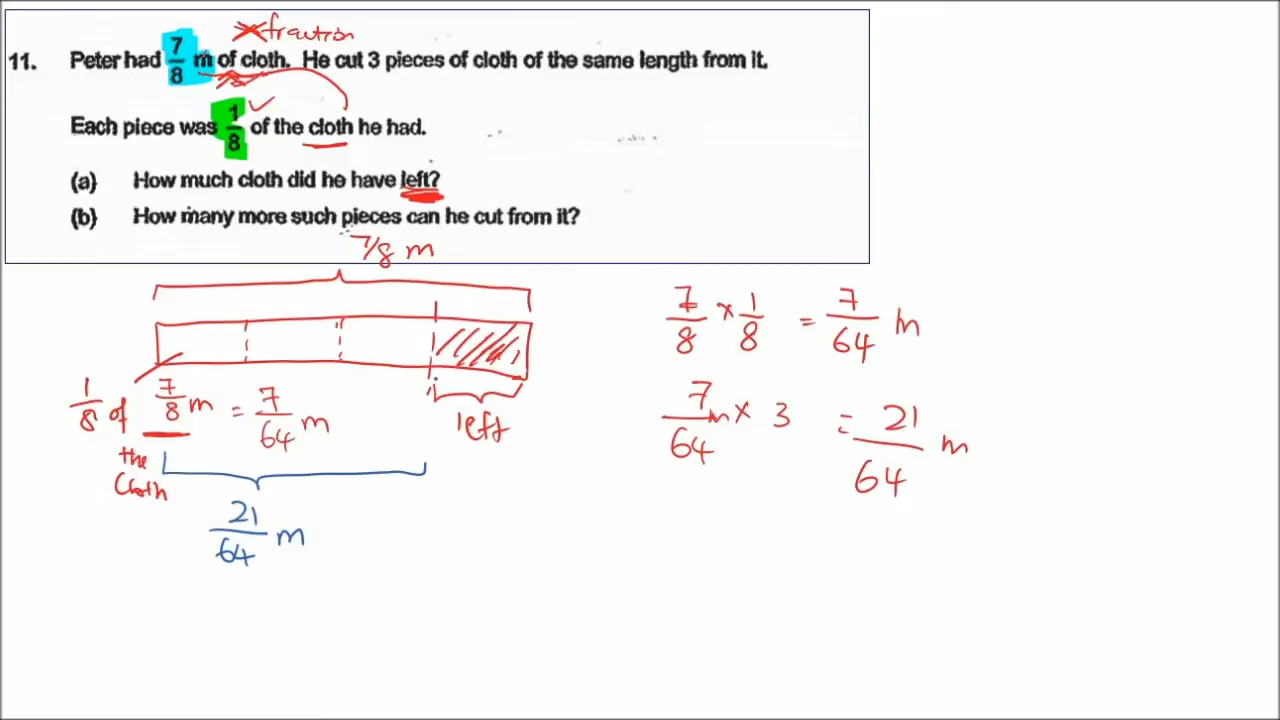 × fraction
11. Peter had 7/8 m of cloth. He cut 3 pieces of cloth of the same length from it.
Each piece was 1/8 ✓ of the cloth he had.
(a) How much cloth did he have left?
(b) How many more such pieces can he cut from it?
7/8 m
1/8 of 7/8 m = 7/64 m
the
Cloth
left
21/64 m
7/8 × 1/8 = 7/64 m
7/64 m × 3 = 21/64 m